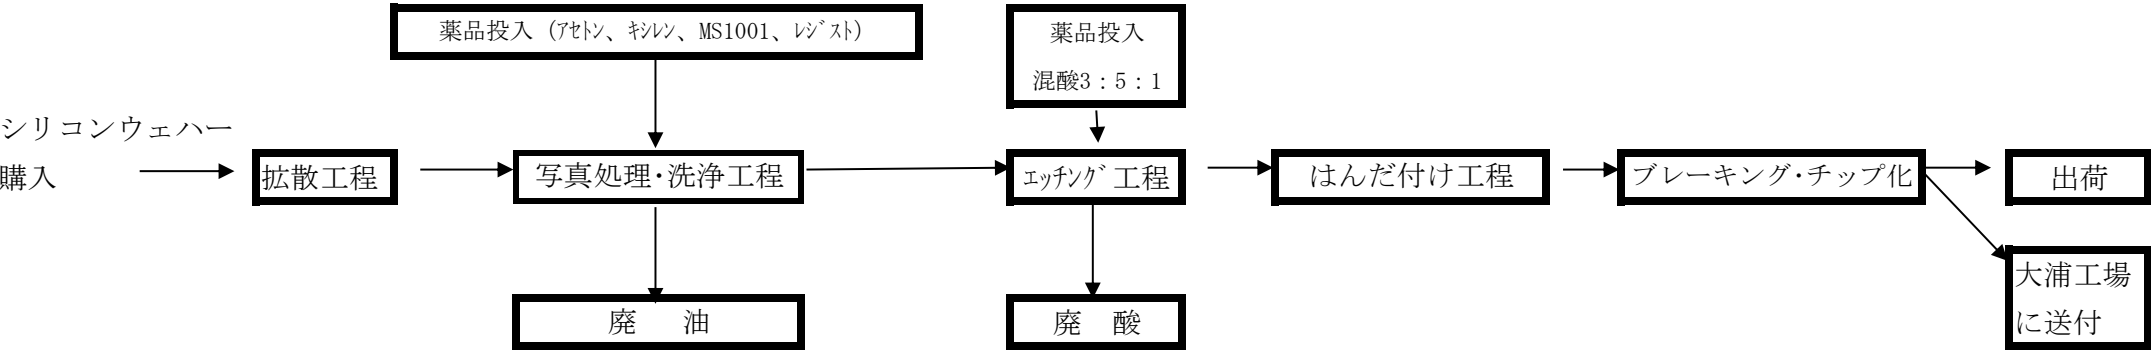 薬品投入（ｱｾﾄﾝ、ｷｼﾚﾝ、MS1001、ﾚｼﾞｽﾄ）
薬品投入
混酸3：5：1
シリコンウェハー
購入
拡散工程
写真処理・洗浄工程
ｴｯﾁﾝｸﾞ工程
はんだ付け工程
ブレーキング・チップ化
出荷
大浦工場
に送付
廃　油
廃　酸